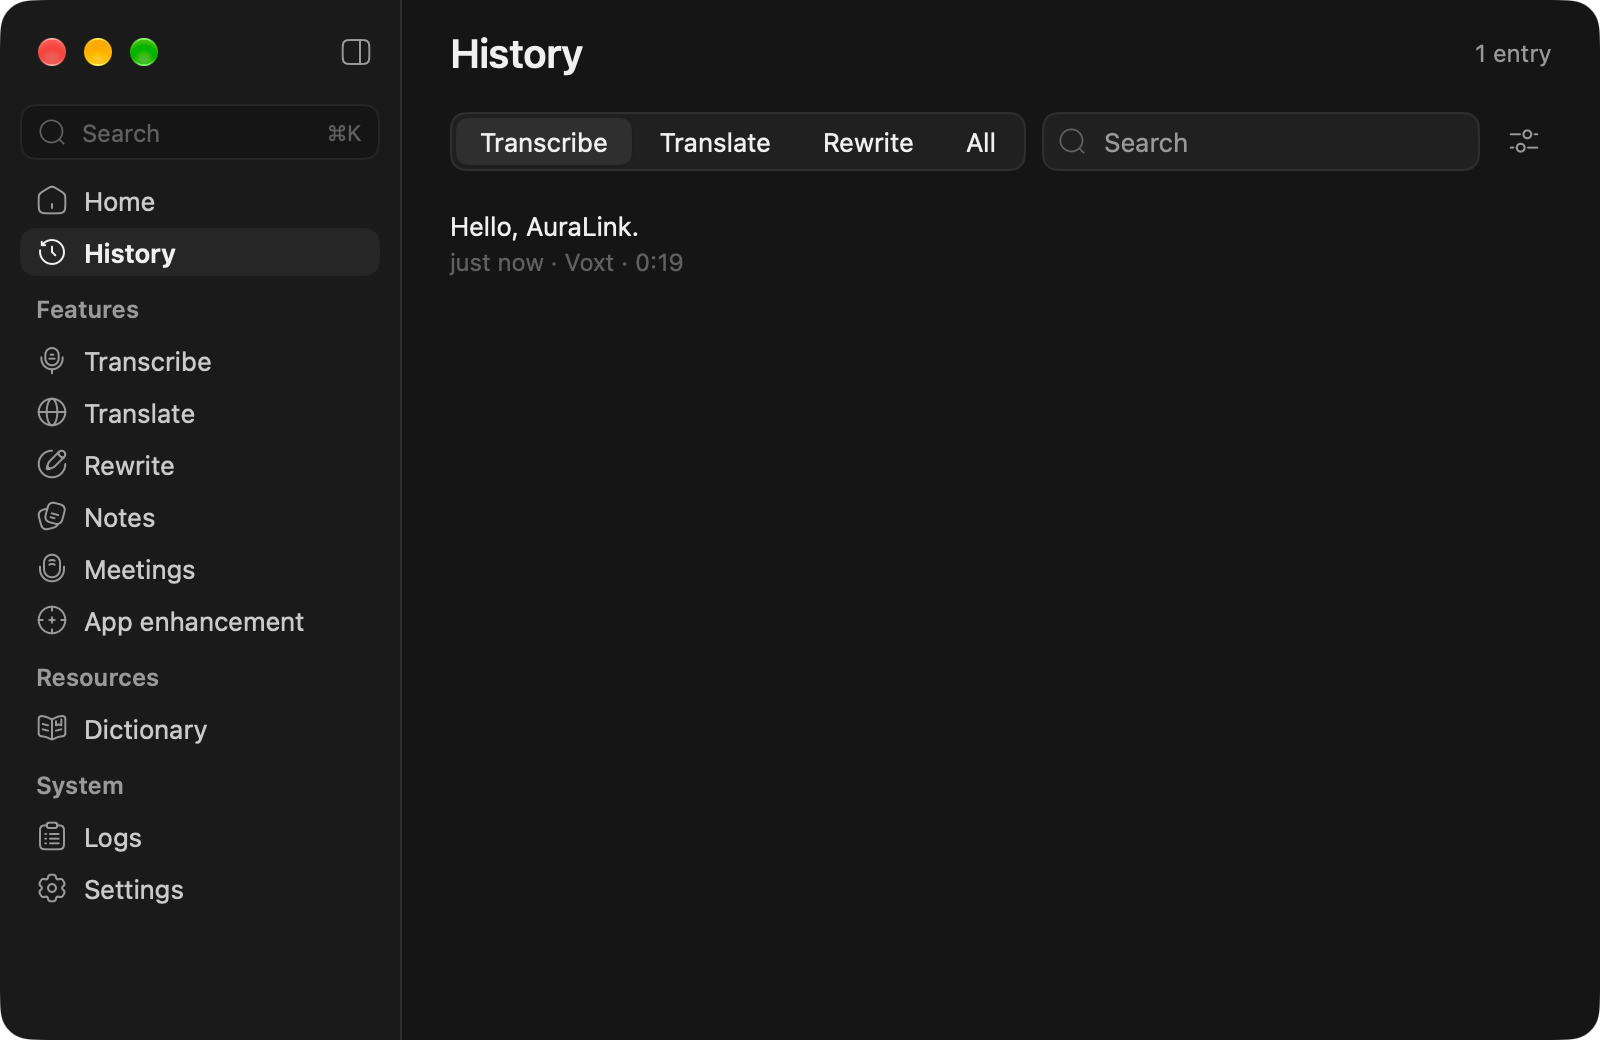 Search ⌘K
Home
History
Features
Transcribe
Translate
Rewrite
Notes
Meetings
App enhancement
Resources
Dictionary
System
Logs
Settings
History
1 entry
Transcribe Translate Rewrite All
Search
Hello, AuraLink.
just now · Voxt · 0:19